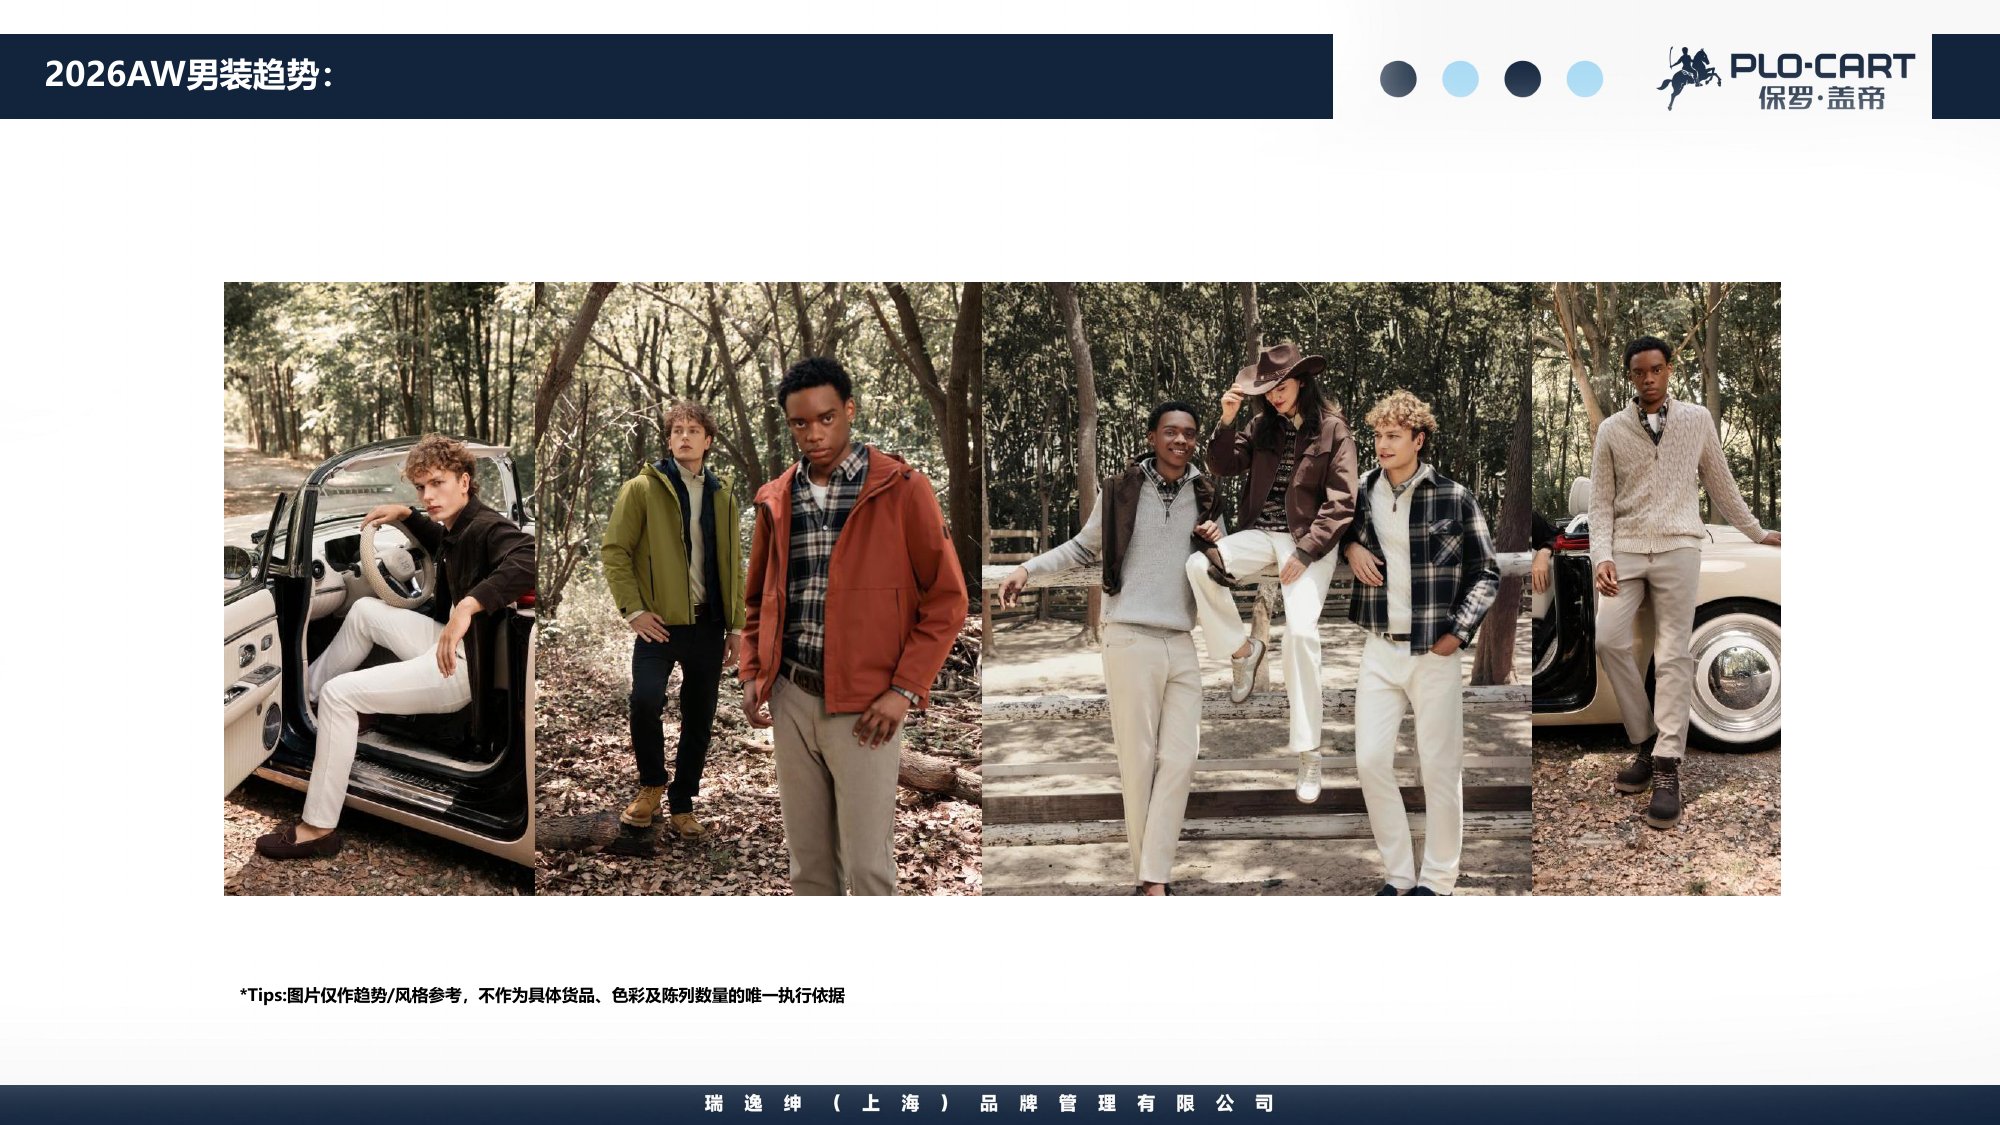 2026AW男装趋势：
PLO·CART
保罗·盖帝
*Tips:图片仅作趋势/风格参考，不作为具体货品、色彩及陈列数量的唯一执行依据
瑞逸绅（上海）品牌管理有限公司